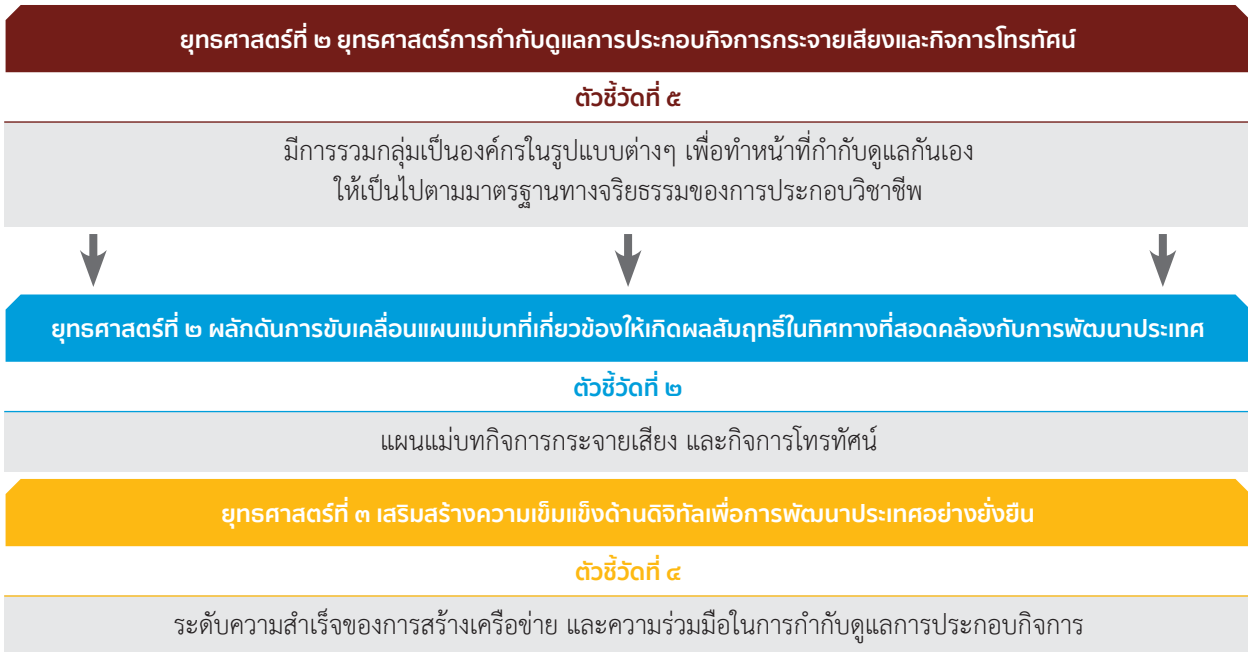 ยุทธศาสตร์ที่ ๒ ยุทธศาสตร์การกำกับดูแลการประกอบกิจการกระจายเสียงและกิจการโทรทัศน์
ตัวชี้วัดที่ ๕
มีการรวมกลุ่มเป็นองค์กรในรูปแบบต่างๆ เพื่อทำหน้าที่กำกับดูแลกันเอง
ให้เป็นไปตามมาตรฐานทางจริยธรรมของการประกอบวิชาชีพ
ยุทธศาสตร์ที่ ๒ ผลักดันการขับเคลื่อนแผนแม่บทที่เกี่ยวข้องให้เกิดผลสัมฤทธิ์ในทิศทางที่สอดคล้องกับการพัฒนาประเทศ
ตัวชี้วัดที่ ๒
แผนแม่บทกิจการกระจายเสียง และกิจการโทรทัศน์
ยุทธศาสตร์ที่ ๓ เสริมสร้างความเข็มแข็งด้านดิจิทัลเพื่อการพัฒนาประเทศอย่างยั่งยืน
ตัวชี้วัดที่ ๔
ระดับความสำเร็จของการสร้างเครือข่าย และความร่วมมือในการกำกับดูแลการประกอบกิจการ